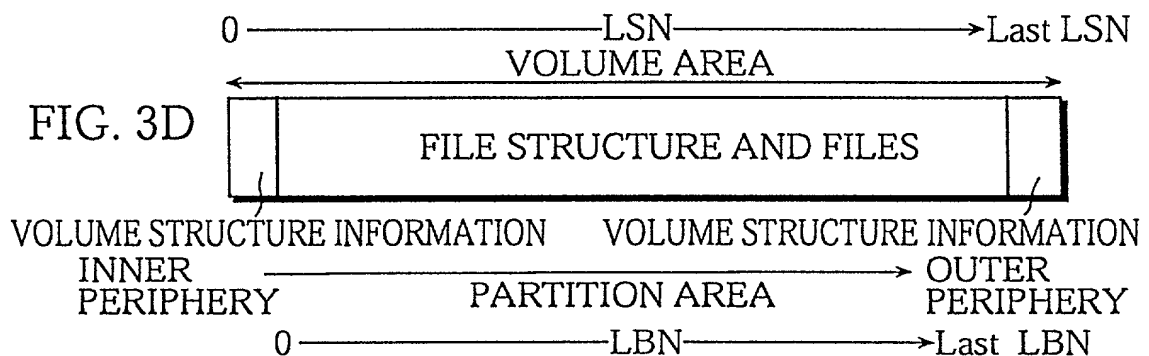 0 LSN Last LSN
VOLUME AREA
FIG. 3D
FILE STRUCTURE AND FILES
VOLUME STRUCTURE INFORMATION VOLUME STRUCTURE INFORMATION
INNER PERIPHERY
PARTITION AREA
OUTER PERIPHERY
0 LBN Last LBN